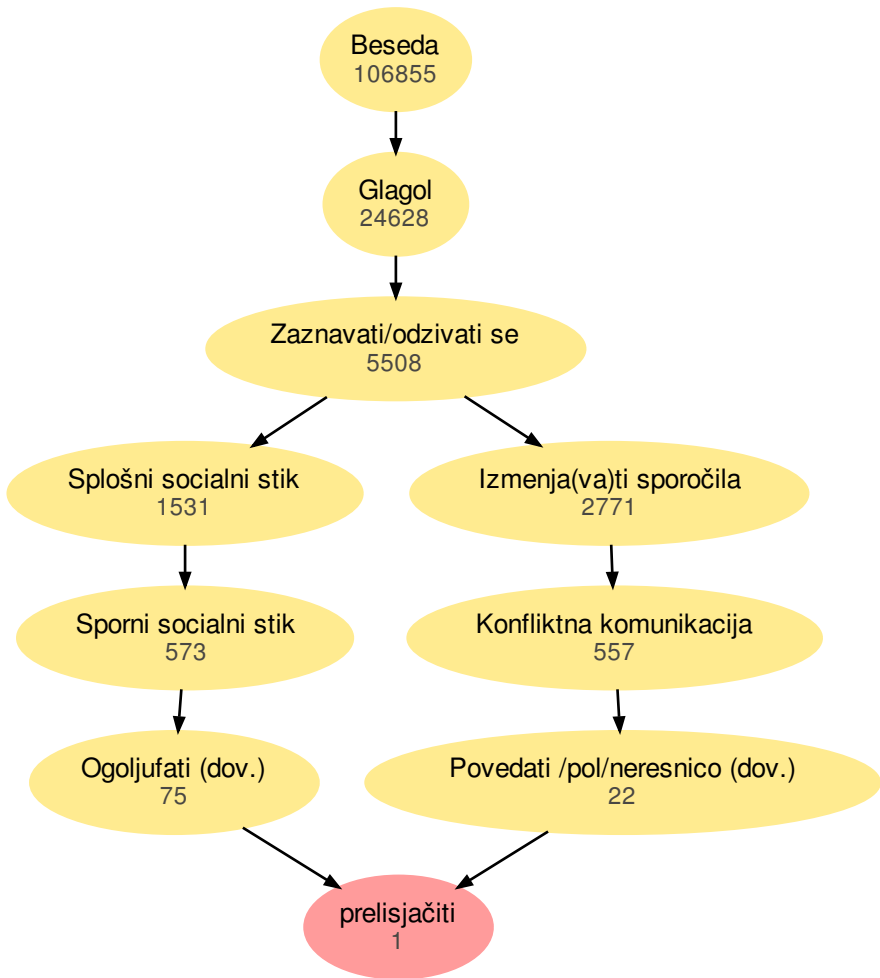 Beseda
106855
Glagol
24628
Zaznavati/odzivati se
5508
Splošni socialni stik
1531
Izmenja(va)ti sporočila
2771
Sporni socialni stik
573
Konfliktna komunikacija
557
Ogoljufati (dov.)
75
Povedati /pol/neresnico (dov.)
22
prelisjačiti
1